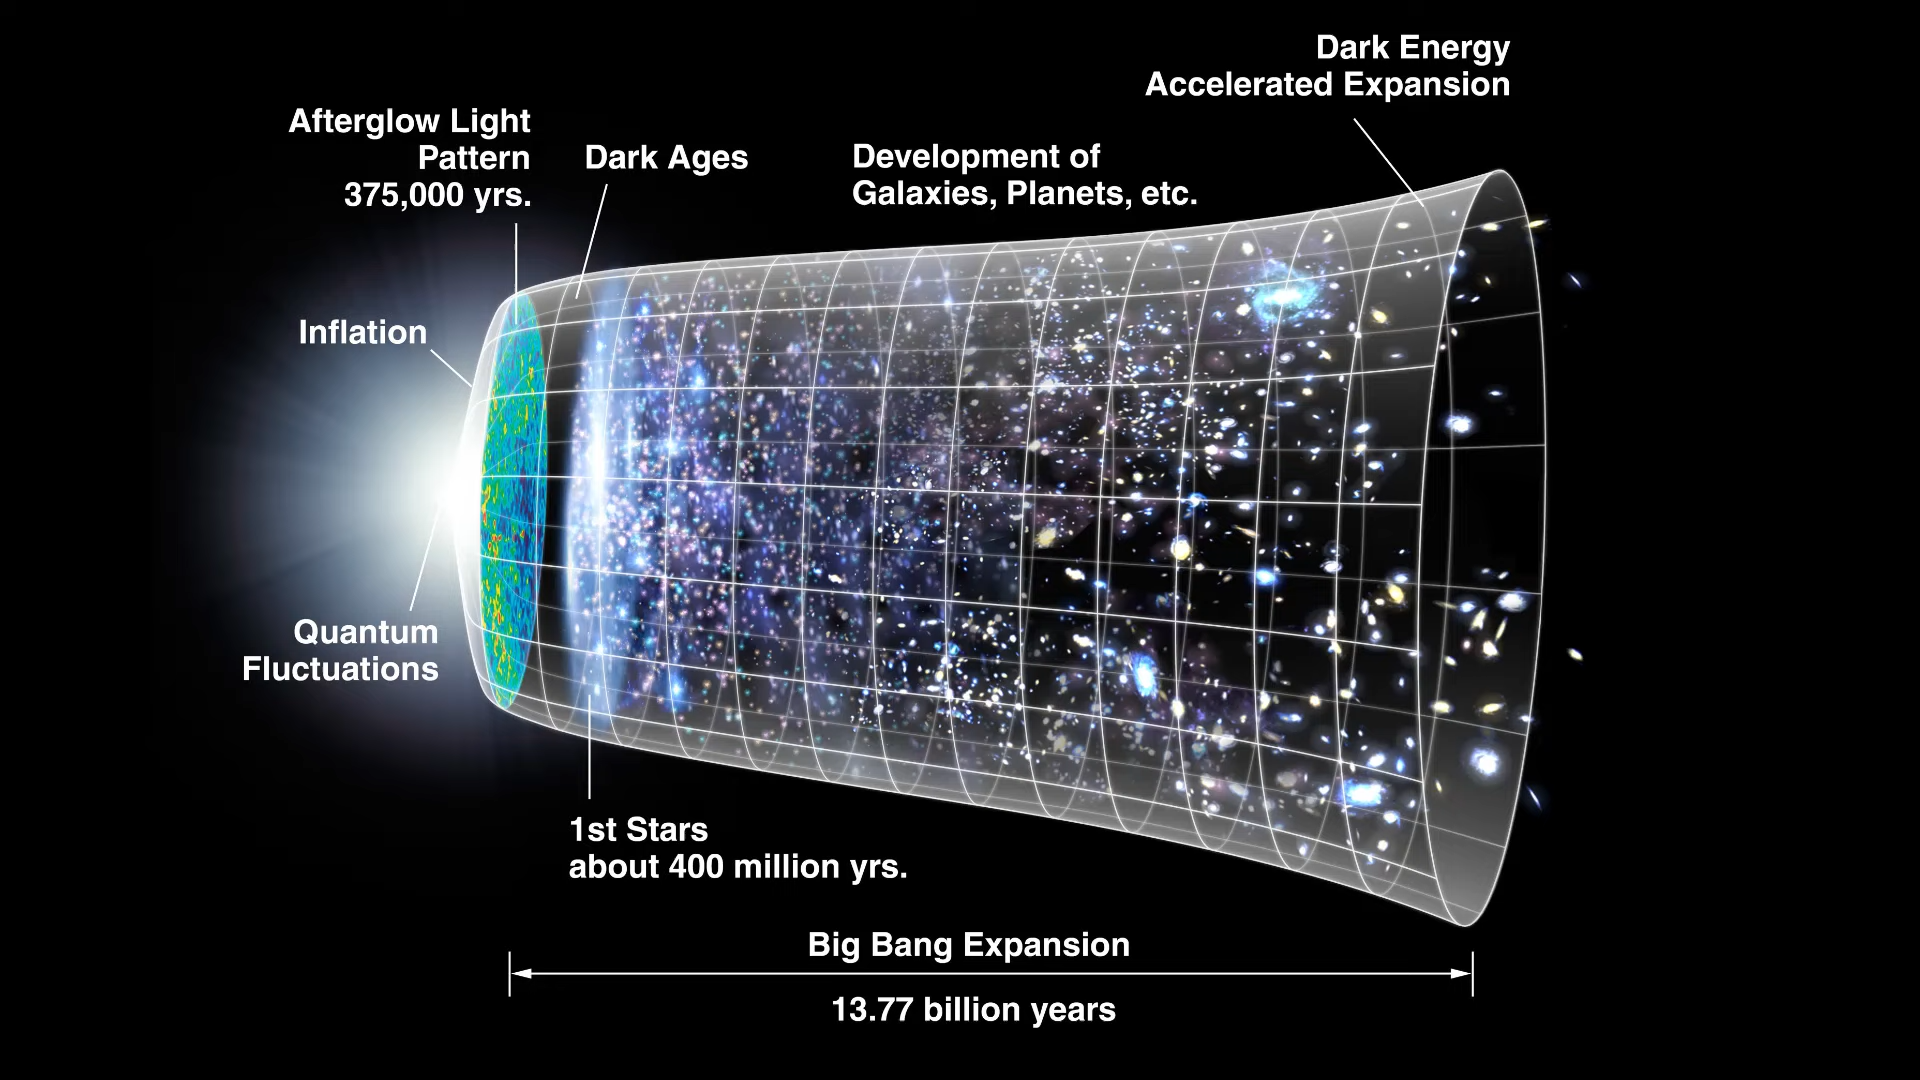 Dark Energy
Accelerated Expansion
Afterglow Light
Pattern
375,000 yrs.
Dark Ages
Development of
Galaxies, Planets, etc.
Inflation
Quantum
Fluctuations
1st Stars
about 400 million yrs.
Big Bang Expansion
13.77 billion years